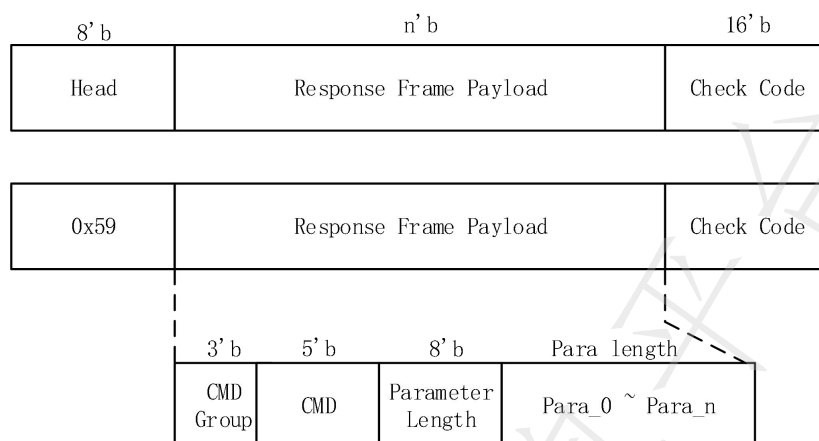 8'b n'b 16'b
Head Response Frame Payload Check Code
0x59 Response Frame Payload Check Code
3'b 5'b 8'b Para length
CMD Group CMD Parameter Length Para_0 ~ Para_n